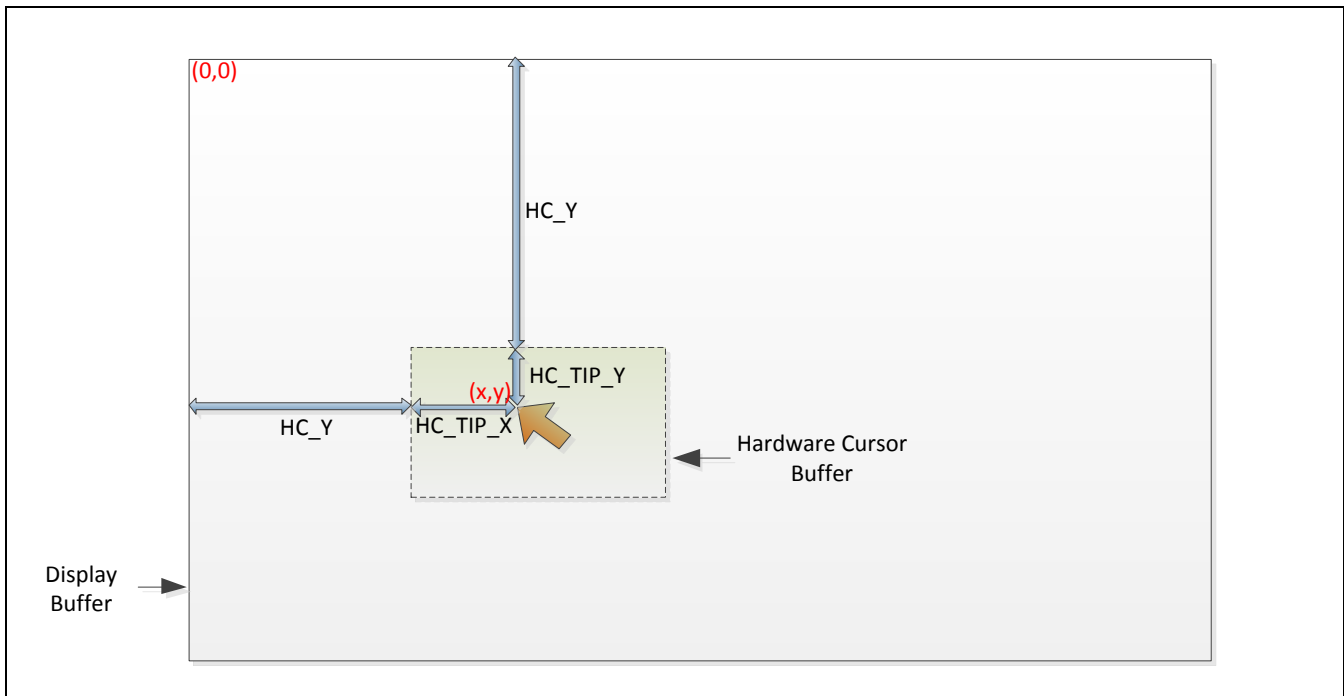 (0,0)
HC_Y
HC_TIP_Y
(x,y)
HC_Y
HC_TIP_X
Hardware Cursor
Buffer
Display
Buffer